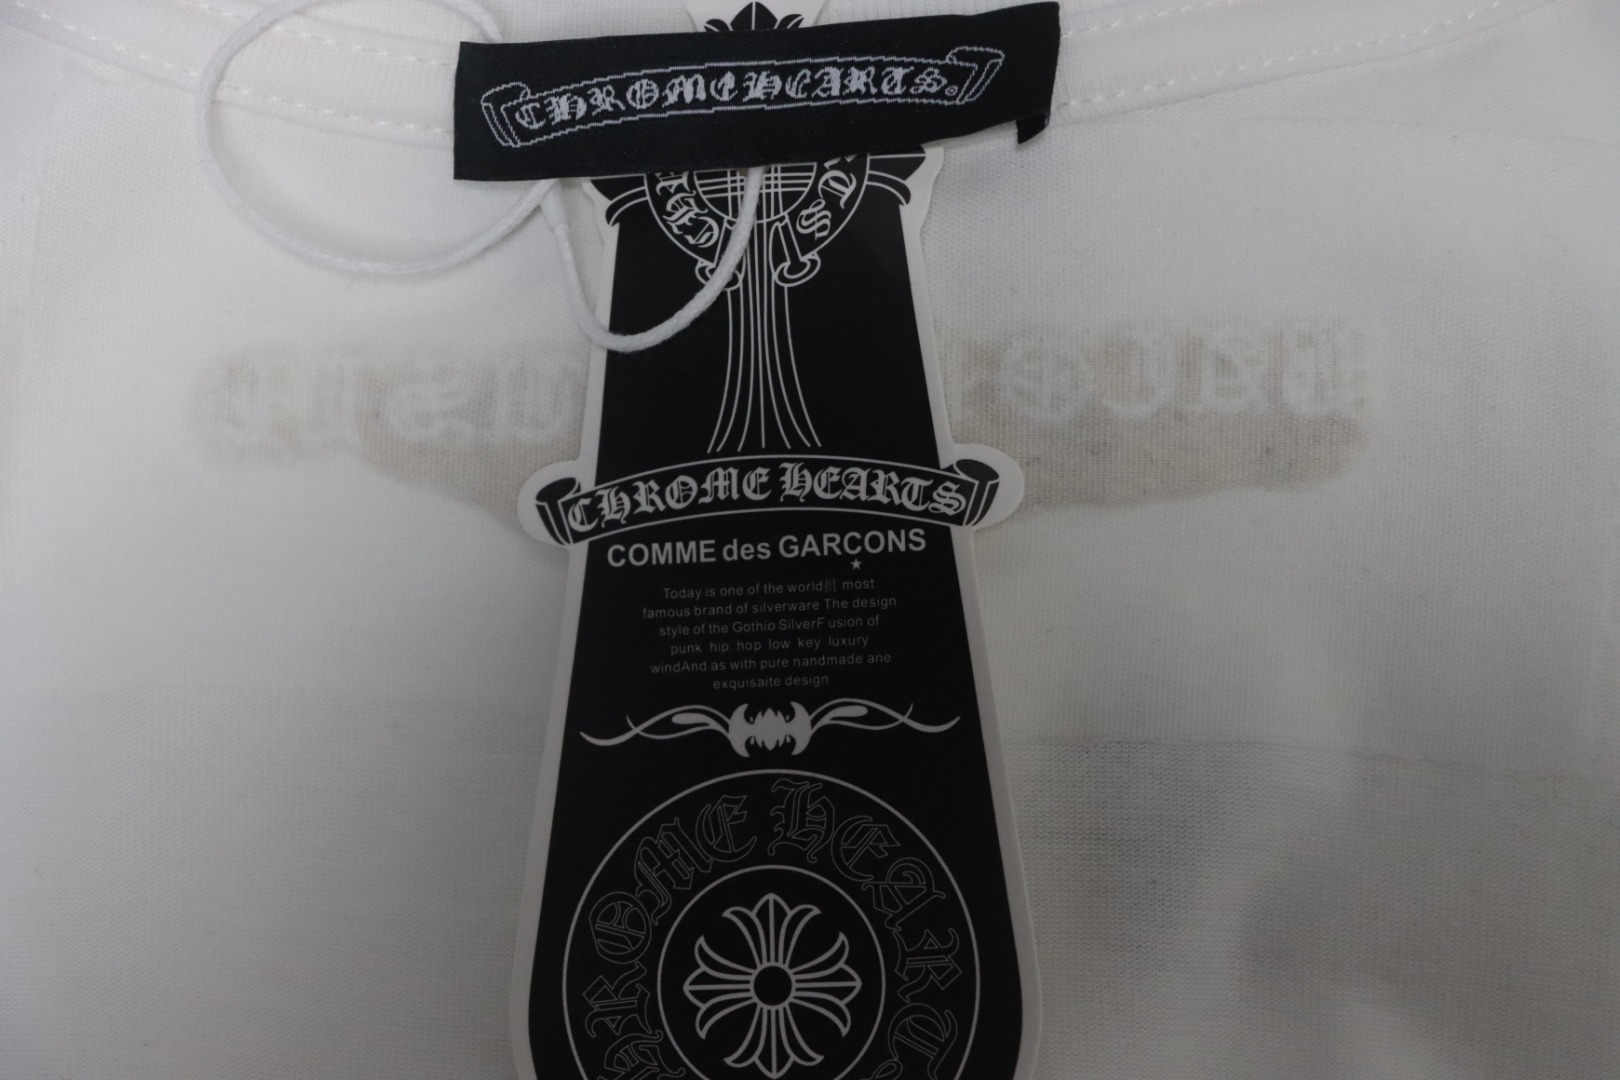 CHROME HEARTS®
CHROME HEARTS
COMME des GARCONS
Today is one of the world most
famous brand of silverware The design
style of the Gothio SilverF usion of
punk hip hop low key luxury
windAnd as with pure nandmade ane
exquisaite design
CHROME HEARTS